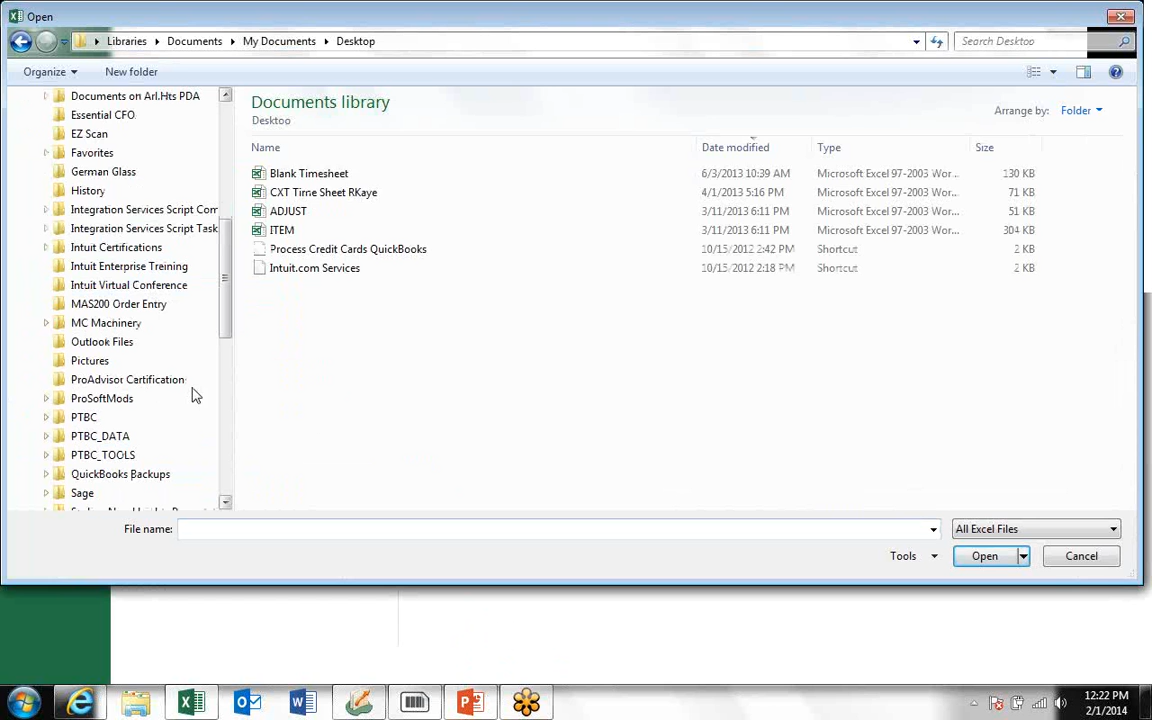 Open
Libraries Documents My Documents Desktop
Search Desktop
Organize New folder
Documents on Arl.Hts PDA
Essential CFO.
EZ Scan
Favorites
German Glass
History
Integration Services Script Com
Integration Services Script Task
Intuit Certifications
Intuit Enterprise Treining
Intuit Virtual Conference
MAS200 Order Entry
MC Machinery
Outlook Files
Pictures
ProAdvisor Certification
ProSoftMods
PTBC
PTBC_DATA
PTBC_TOOLS
QuickBooks Backups
Sage
Documents library
Desktop
Arrange by: Folder
Name Date modified Type Size
Blank Timesheet 6/3/2013 10:39 AM Microsoft Excel 97-2003 Wor... 130 KB
CXT Time Sheet RKaye 4/1/2013 5:16 PM Microsoft Excel 97-2003 Wor... 71 KB
ADJUST 3/11/2013 6:11 PM Microsoft Excel 97-2003 Wor... 51 KB
ITEM 3/11/2013 6:11 PM Microsoft Excel 97-2003 Wor... 304 KB
Process Credit Cards QuickBooks 10/15/2012 2:42 PM Shortcut 2 KB
Intuit.com Services 10/15/2012 2:18 PM Shortcut 2 KB
File name:
All Excel Files
Tools Open Cancel
12:22 PM
2/1/2014